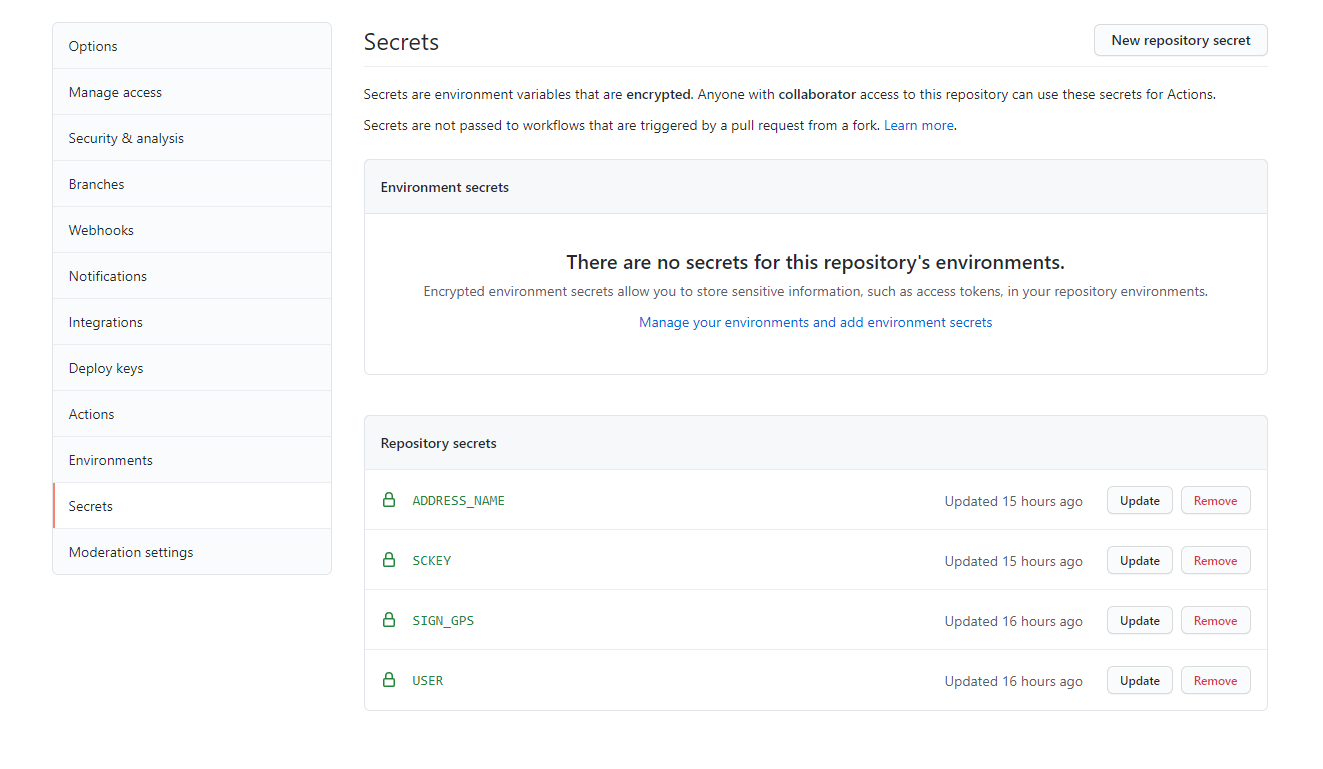 Options
Manage access
Security & analysis
Branches
Webhooks
Notifications
Integrations
Deploy keys
Actions
Environments
Secrets
Moderation settings
Secrets
New repository secret
Secrets are environment variables that are encrypted. Anyone with collaborator access to this repository can use these secrets for Actions.
Secrets are not passed to workflows that are triggered by a pull request from a fork. Learn more.
Environment secrets
There are no secrets for this repository's environments.
Encrypted environment secrets allow you to store sensitive information, such as access tokens, in your repository environments.
Manage your environments and add environment secrets
Repository secrets
ADDRESS_NAME Updated 15 hours ago Update Remove
SCKEY Updated 15 hours ago Update Remove
SIGN_GPS Updated 16 hours ago Update Remove
USER Updated 16 hours ago Update Remove